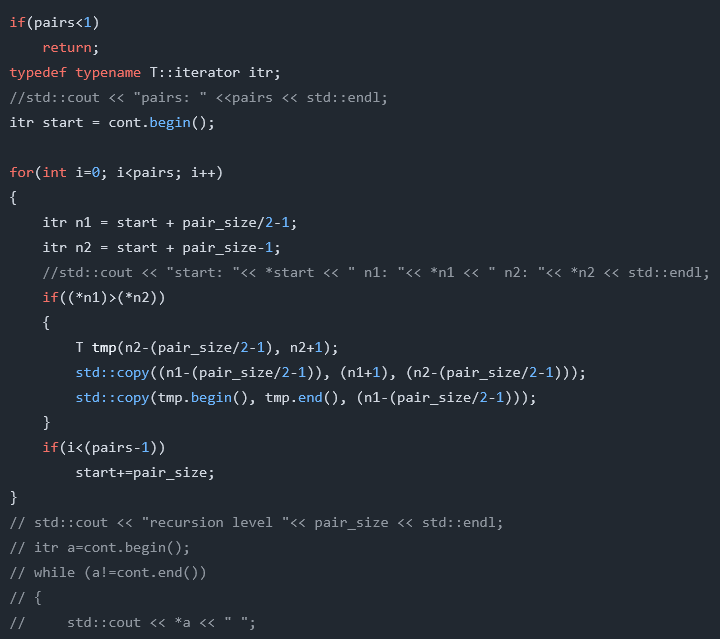 if(pairs<1)
    return;
typedef typename T::iterator itr;
//std::cout << "pairs: " <<pairs << std::endl;
itr start = cont.begin();

for(int i=0; i<pairs; i++)
{
    itr n1 = start + pair_size/2-1;
    itr n2 = start + pair_size-1;
    //std::cout << "start: "<< *start << " n1: "<< *n1 << " n2: "<< *n2 << std::endl;
    if((*n1)>(*n2))
    {
        T tmp(n2-(pair_size/2-1), n2+1);
        std::copy((n1-(pair_size/2-1)), (n1+1), (n2-(pair_size/2-1)));
        std::copy(tmp.begin(), tmp.end(), (n1-(pair_size/2-1)));
    }
    if(i<(pairs-1))
        start+=pair_size;
}
// std::cout << "recursion level "<< pair_size << std::endl;
// itr a=cont.begin();
// while (a!=cont.end())
// {
//     std::cout << *a << " ";